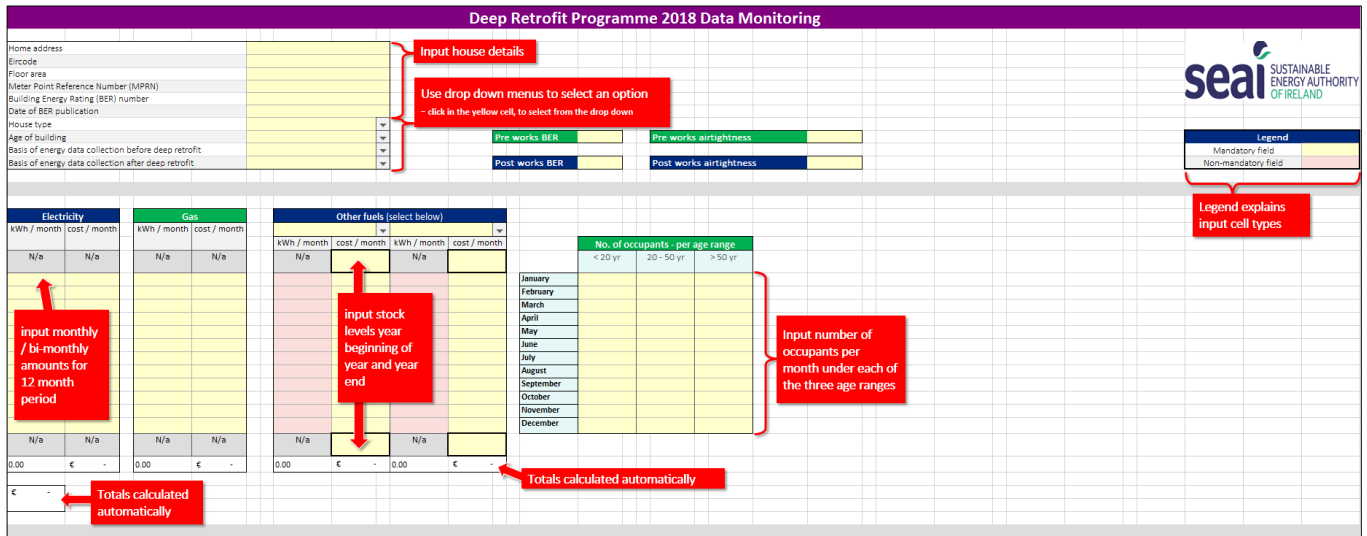 Deep Retrofit Programme 2018 Data Monitoring
Home address
Eircode
Floor area
Meter Point Reference Number (MPRN)
Building Energy Rating (BER) number
Date of BER publication
House type
Age of building
Basis of energy data collection before deep retrofit
Basis of energy data collection after deep retrofit
Input house details
Use drop down menus to select an option
– click in the yellow cell, to select from the drop down
Pre works BER
Pre works airtightness
Post works BER
Post works airtightness
seai SUSTAINABLE
ENERGY AUTHORITY
OF IRELAND
Legend
Mandatory field
Non-mandatory field
Legend explains
input cell types
Electricity Gas Other fuels (select below)
kWh / month cost / month kWh / month cost / month
kWh / month cost / month kWh / month cost / month
N/a N/a N/a N/a N/a N/a
No. of occupants - per age range
< 20 yr 20 - 50 yr > 50 yr
January
February
March
April
May
June
July
August
September
October
November
December
input monthly
/ bi-monthly
amounts for
12 month
period
input stock
levels year
beginning of
year and year
end
Input number of
occupants per
month under each of
the three age ranges
N/a N/a N/a N/a N/a N/a
0.00 € - 0.00 € - 0.00 € - 0.00 € -
Totals calculated automatically
€ -
Totals calculated
automatically